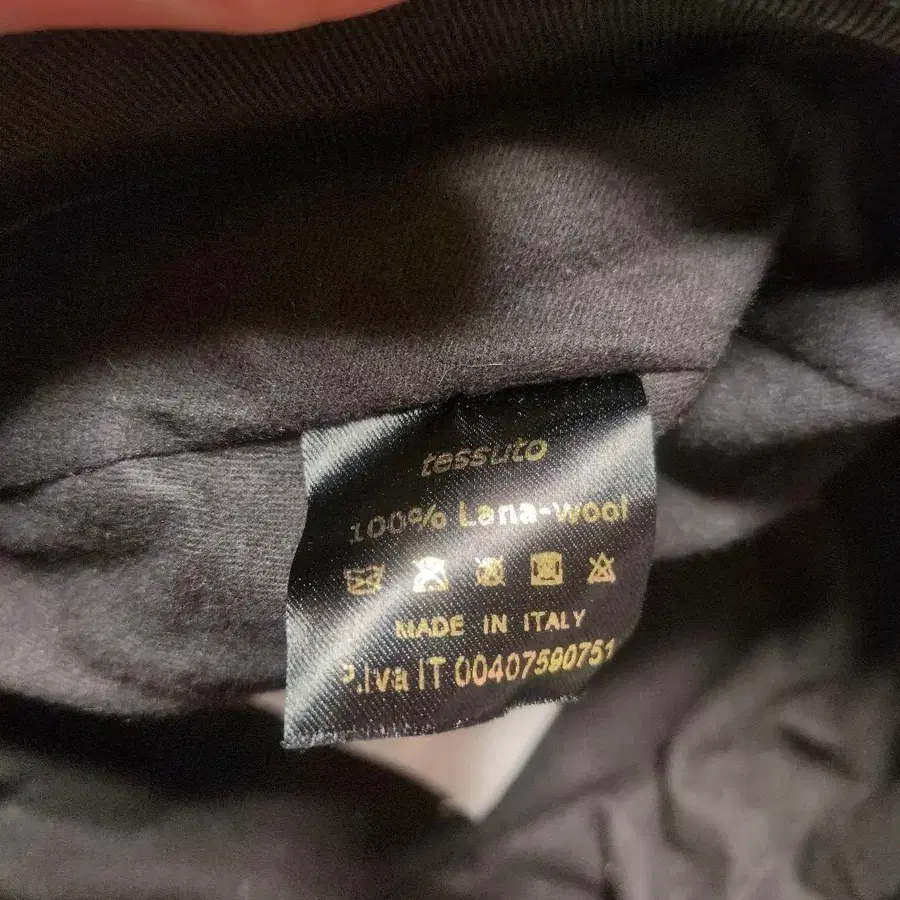 tessuto
100% Lana-wool
MADE IN ITALY
P.Iva IT 00407590751